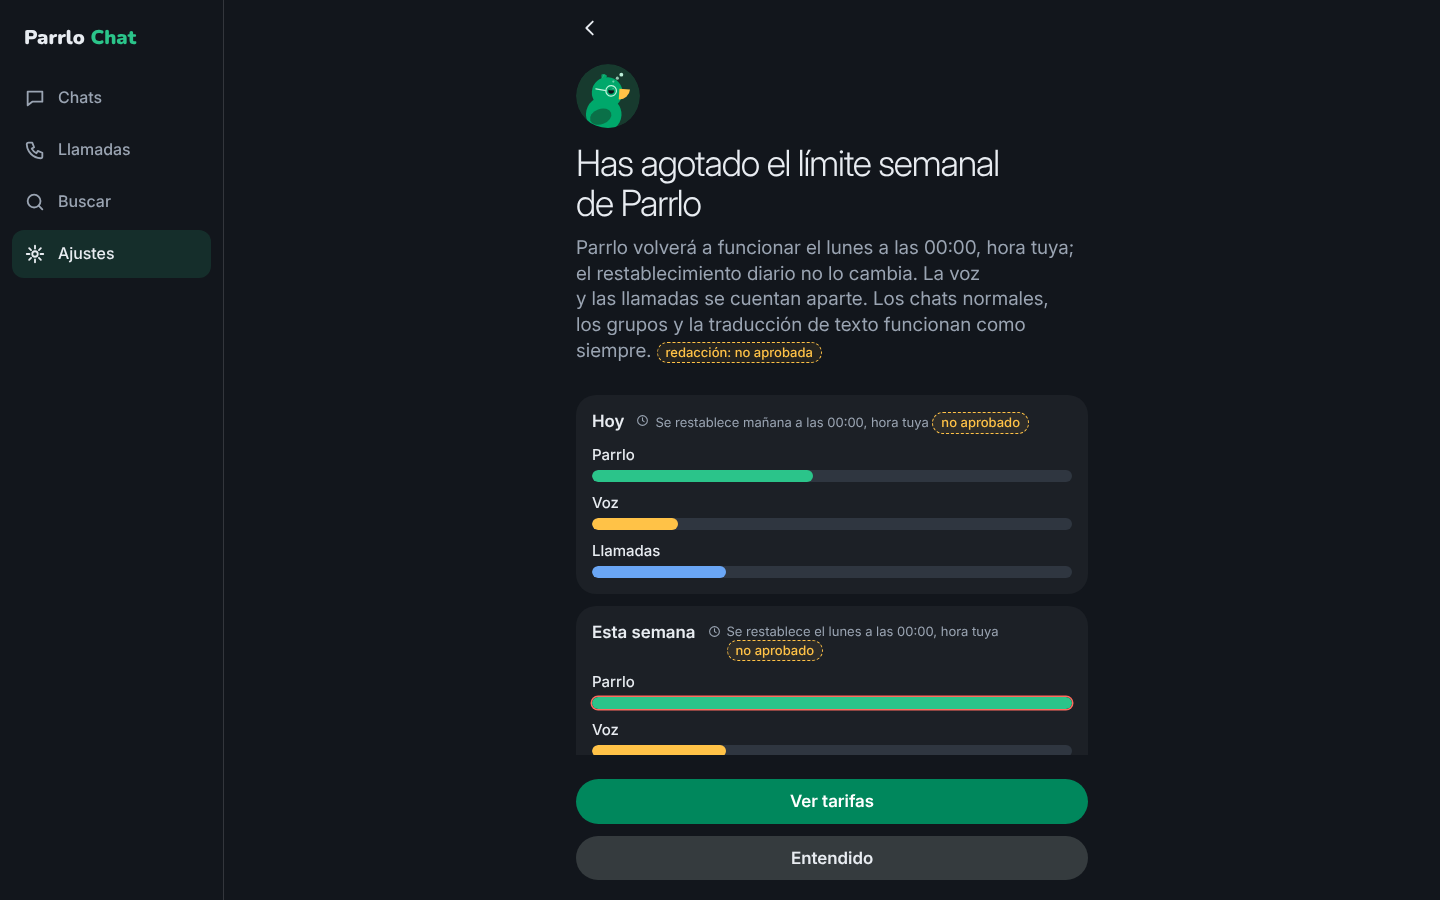 Parrlo Chat
Chats
Llamadas
Buscar
Ajustes
Has agotado el límite semanal
de Parrlo
Parrlo volverá a funcionar el lunes a las 00:00, hora tuya;
el restablecimiento diario no lo cambia. La voz
y las llamadas se cuentan aparte. Los chats normales,
los grupos y la traducción de texto funcionan como
siempre. redacción: no aprobada
Hoy Se restablece mañana a las 00:00, hora tuya no aprobado
Parrlo
Voz
Llamadas
Esta semana Se restablece el lunes a las 00:00, hora tuya
no aprobado
Parrlo
Voz
Ver tarifas
Entendido